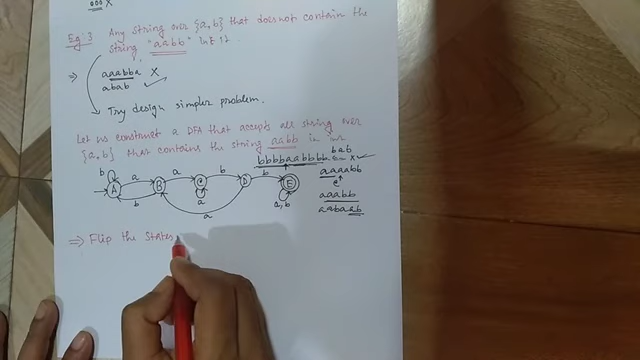 000 X
Eg:3 Any string over {a,b} that does not contain the
string "aabb" in it.
⇒ aaabba X
abab ✓
Try design simpler problem.
Let us construct a DFA that accepts all string over
{a,b} that contains the string aabb in
bab
bbbbaabbbb X ✓
b a a b b aaaabb
A B C D E e
b a a a,b aaabb
a aabaab
⇒ Flip the states